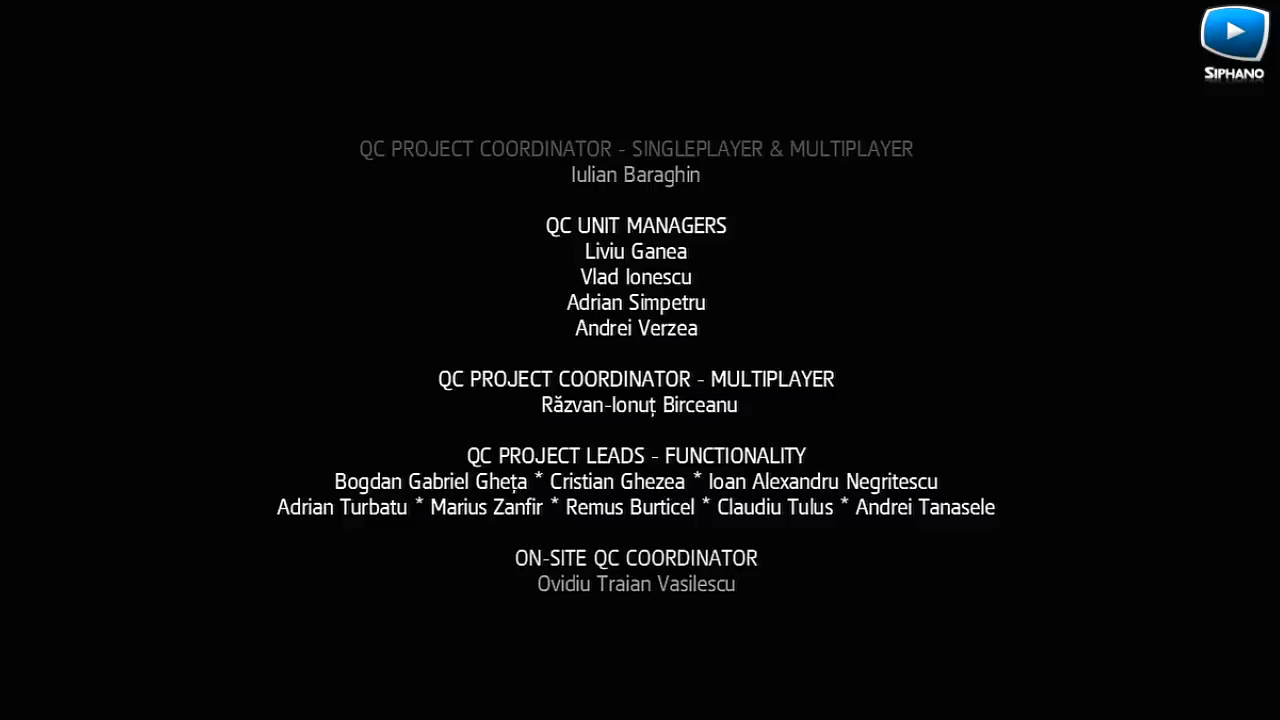 SIPHANO
QC PROJECT COORDINATOR - SINGLEPLAYER & MULTIPLAYER
Iulian Baraghin
QC UNIT MANAGERS
Liviu Ganea
Vlad Ionescu
Adrian Simpetru
Andrei Verzea
QC PROJECT COORDINATOR - MULTIPLAYER
Răzvan-Ionuț Birceanu
QC PROJECT LEADS - FUNCTIONALITY
Bogdan Gabriel Gheța * Cristian Ghezea * Ioan Alexandru Negritescu
Adrian Turbatu * Marius Zanfir * Remus Burticel * Claudiu Tulus * Andrei Tanasele
ON-SITE QC COORDINATOR
Ovidiu Traian Vasilescu